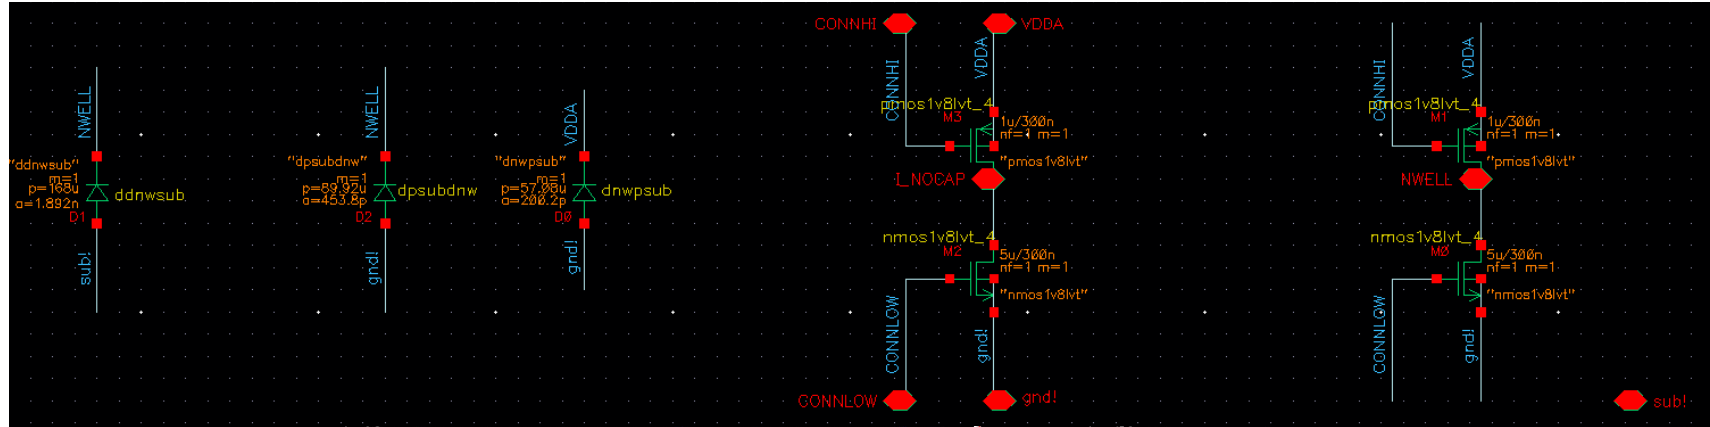 NWELL
"ddnwsub"
m=1
p=168u
a=1.892n
D1
ddnwsub
sub!
NWELL
"dpsubdnw"
m=1
p=89.92u
a=453.8p
D2
dpsubdnw
gnd!
VDDA
"dnwpsub"
m=1
p=57.08u
a=200.2p
D0
dnwpsub
gnd!
CONNHI
VDDA
CONNHI
VDDA
pmos1v8lvt_4
M3
1u/300n
nf=1 m=1
"pmos1v8lvt"
I_NOCAP
nmos1v8lvt_4
M2
5u/300n
nf=1 m=1
"nmos1v8lvt"
CONNLOW
gnd!
CONNLOW
gnd!
CONNHI
VDDA
pmos1v8lvt_4
M1
1u/300n
nf=1 m=1
"pmos1v8lvt"
NWELL
nmos1v8lvt_4
M0
5u/300n
nf=1 m=1
"nmos1v8lvt"
CONNLOW
gnd!
sub!